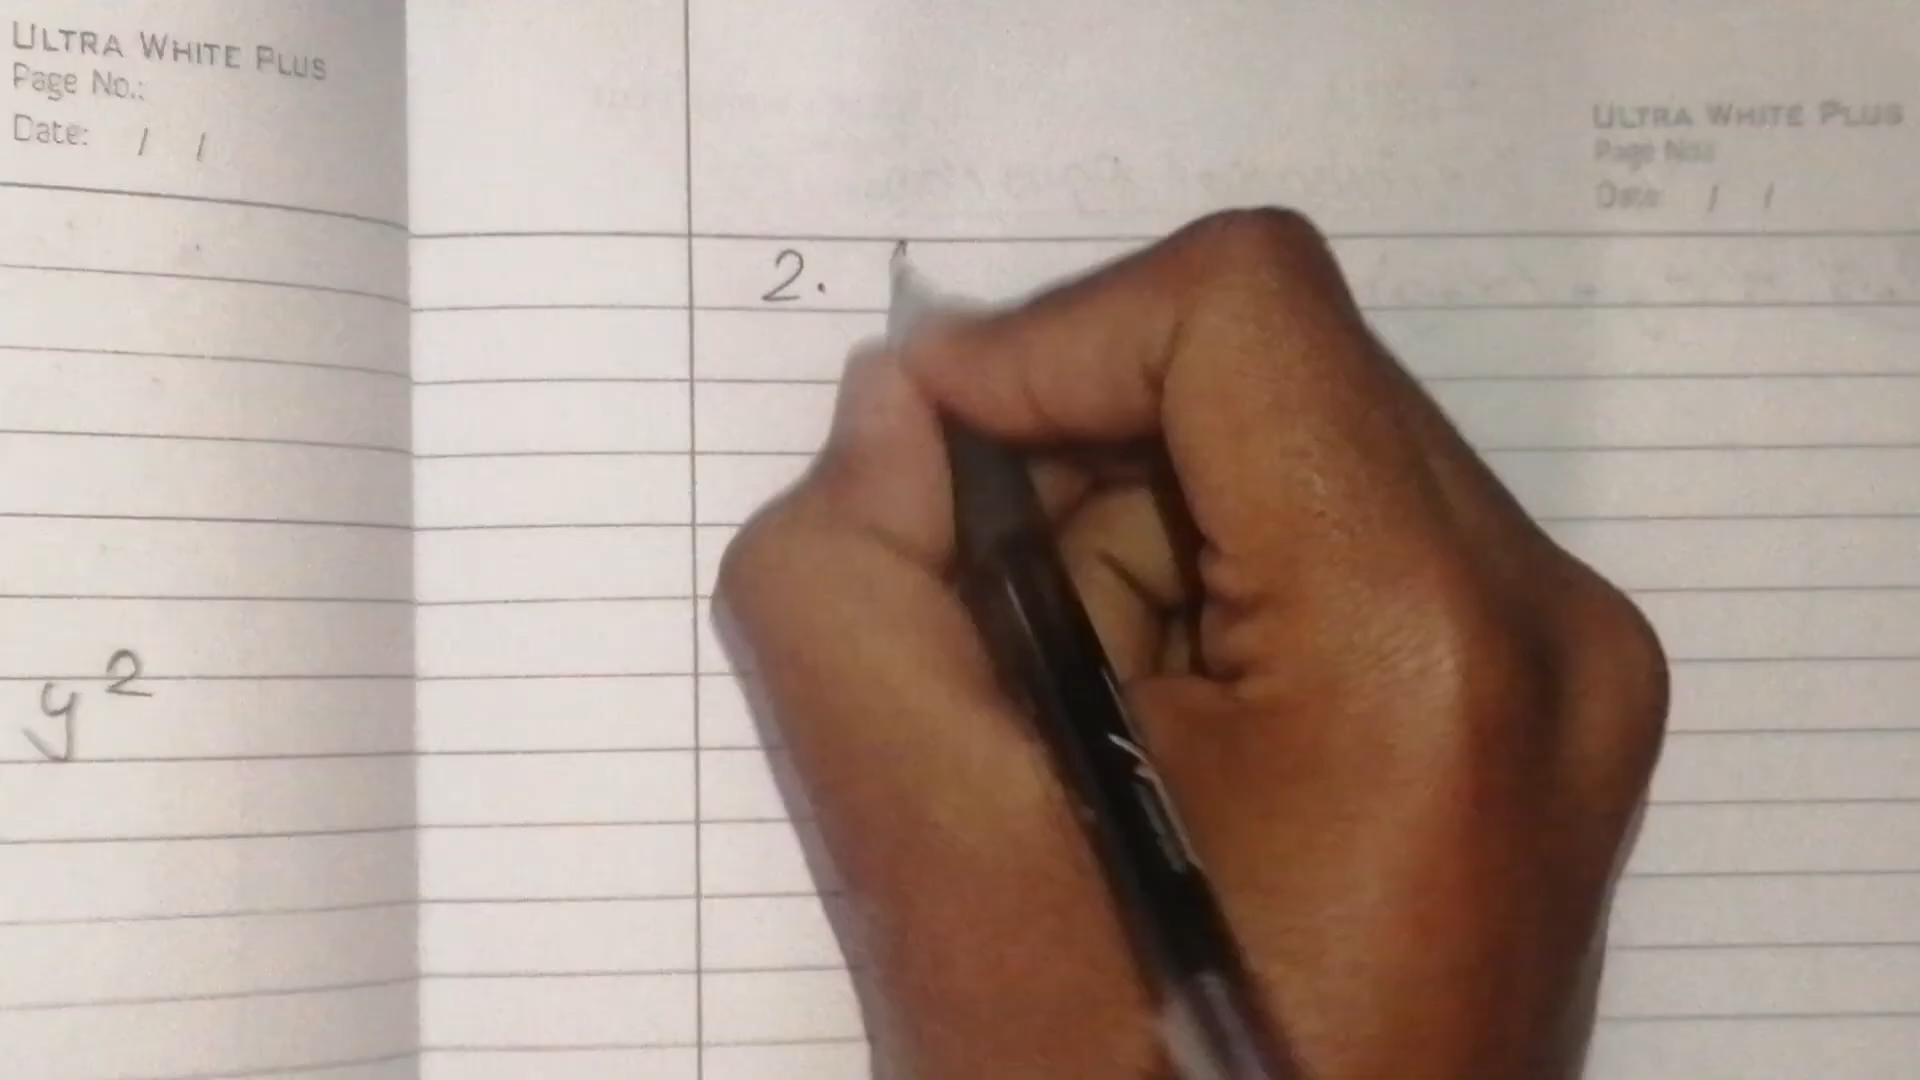 ULTRA WHITE PLUS
Page No.:
Date: / /
y²
ULTRA WHITE PLUS
Page No.:
Date: / /
2.